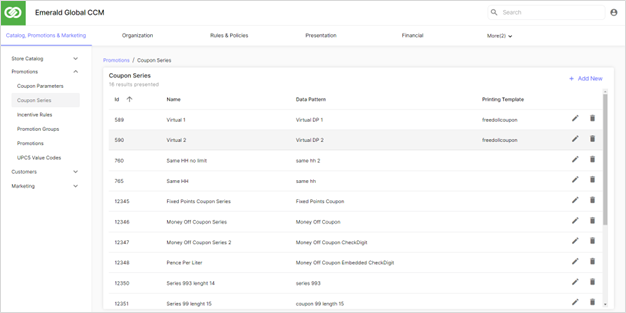 Emerald Global CCM
Search
Catalog, Promotions & Marketing Organization Rules & Policies Presentation Financial More(2)
Store Catalog
Promotions
Coupon Parameters
Coupon Series
Incentive Rules
Promotion Groups
Promotions
UPC5 Value Codes
Customers
Marketing
Promotions / Coupon Series
Coupon Series
16 results presented
+ Add New
Id Name Data Pattern Printing Template
589 Virtual 1 Virtual DP 1 freedolicoupon
590 Virtual 2 Virtual DP 2 freedolicoupon
760 Same HH no limit same hh 2
765 Same HH same hh
12345 Fixed Points Coupon Series Fixed Points Coupon
12346 Money Off Coupon Series Money Off Coupon
12347 Money Off Coupon Series 2 Money Off Coupon CheckDigit
12348 Pence Per Liter Money Off Coupon Embedded CheckDigit
12350 Series 993 lenght 14 series 993
12351 Series 99 lenght 15 coupon 99 length 15